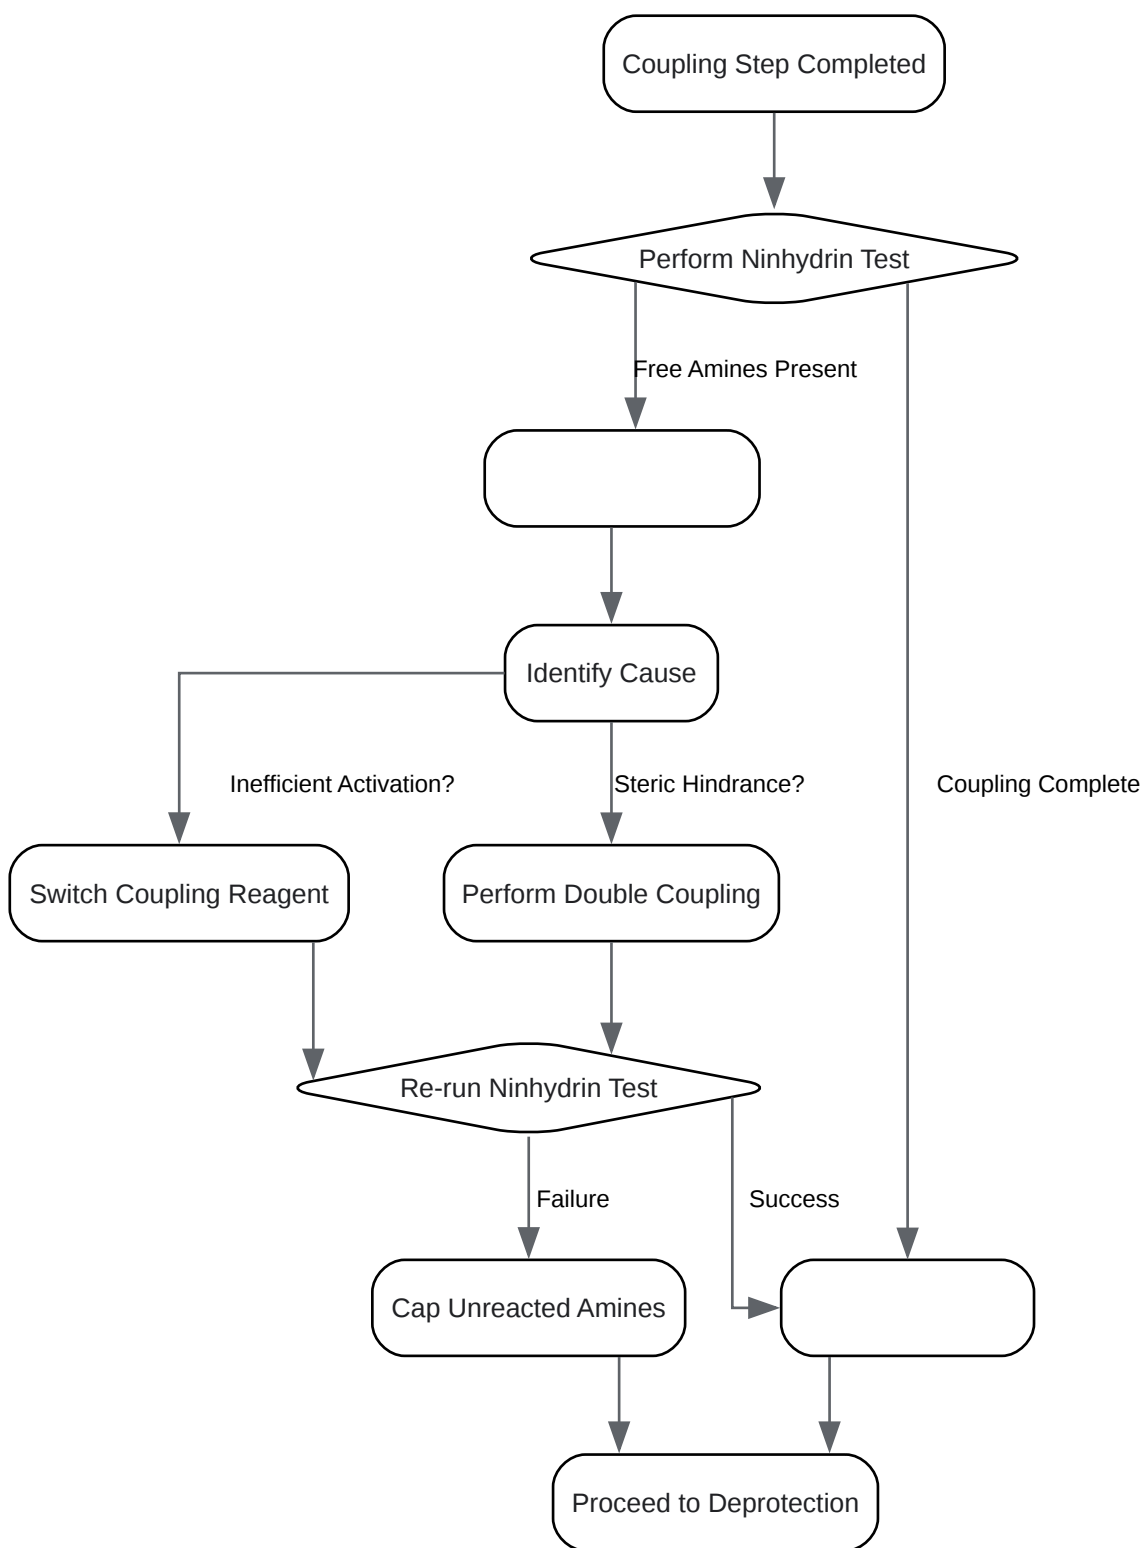 Coupling Step Completed
Perform Ninhydrin Test
Free Amines Present
Identify Cause
Inefficient Activation?
Steric Hindrance?
Coupling Complete
Switch Coupling Reagent
Perform Double Coupling
Re-run Ninhydrin Test
Failure
Success
Cap Unreacted Amines
Proceed to Deprotection